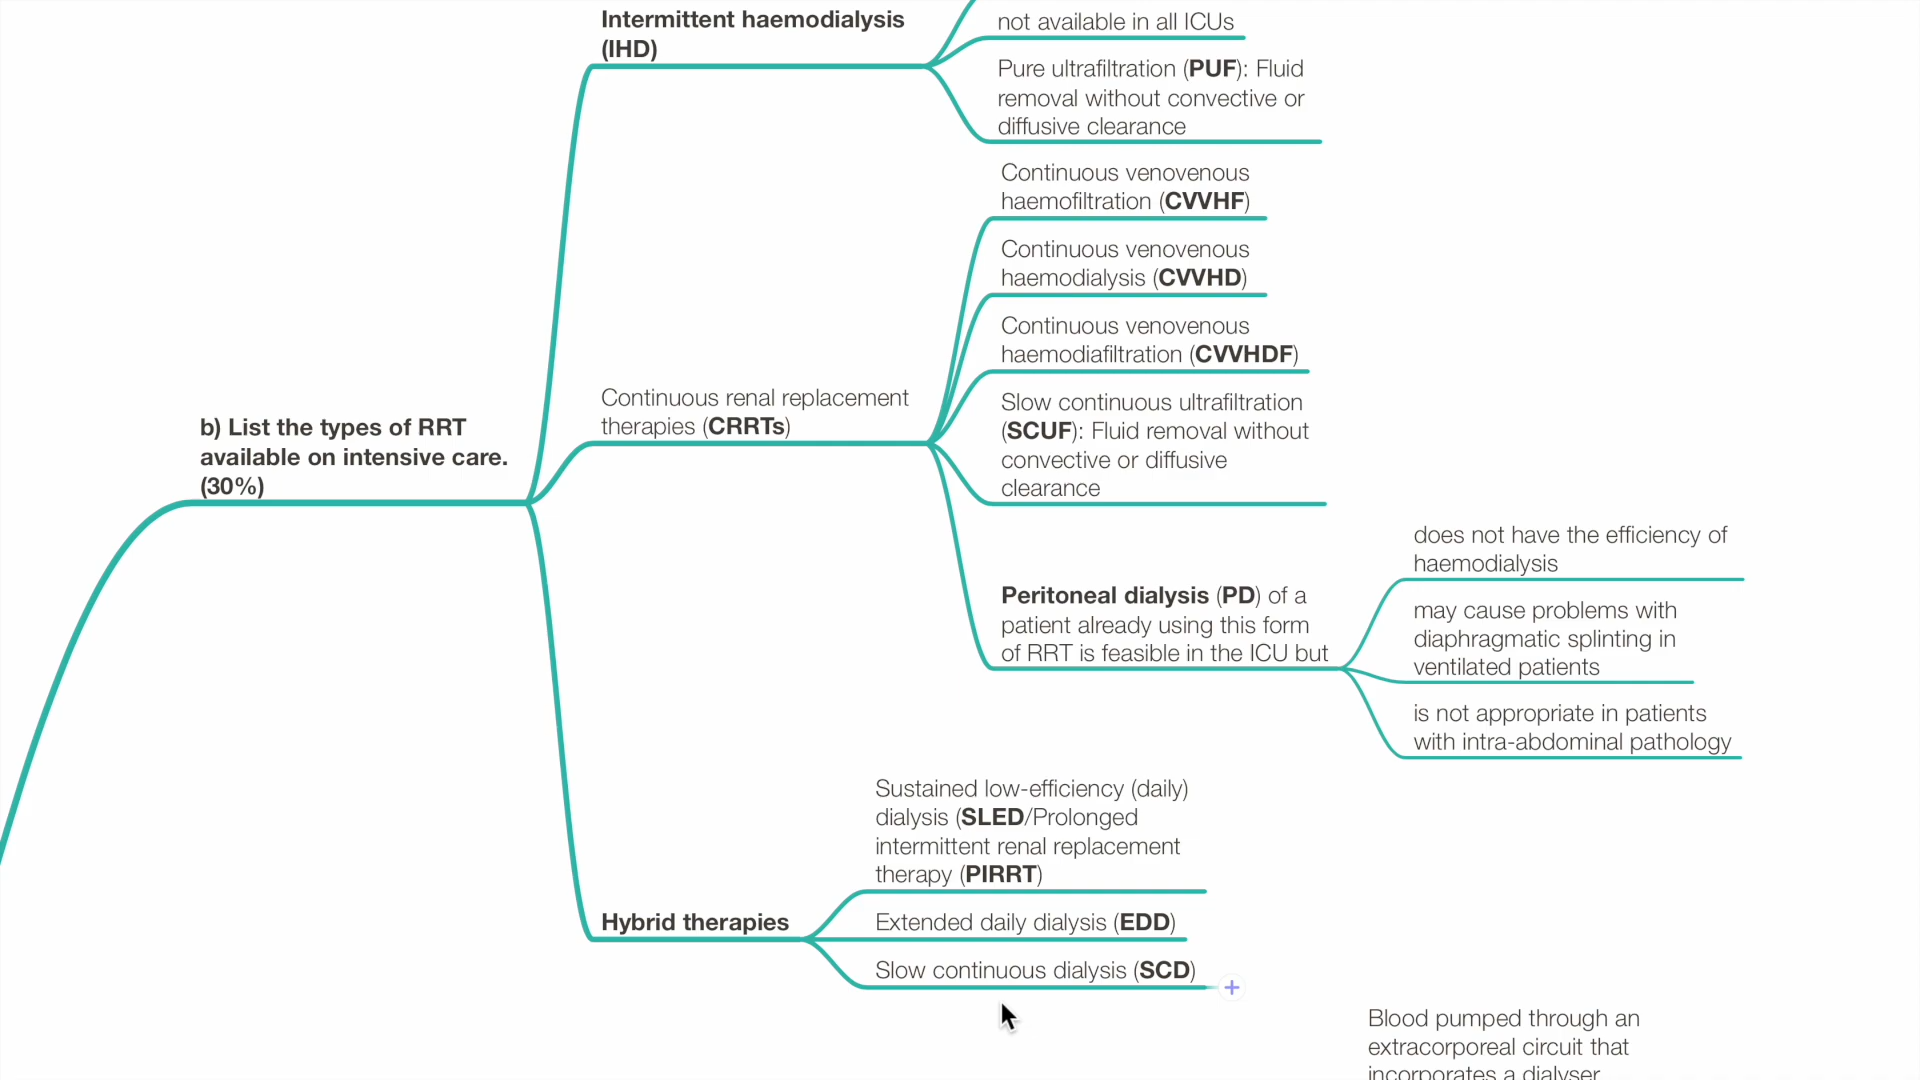 Intermittent haemodialysis
(IHD)
not available in all ICUs
Pure ultrafiltration (PUF): Fluid
removal without convective or
diffusive clearance
Continuous venovenous
haemofiltration (CVVHF)
Continuous venovenous
haemodialysis (CVVHD)
Continuous venovenous
haemodiafiltration (CVVHDF)
Continuous renal replacement
therapies (CRRTs)
Slow continuous ultrafiltration
(SCUF): Fluid removal without
convective or diffusive
clearance
b) List the types of RRT
available on intensive care.
(30%)
Peritoneal dialysis (PD) of a
patient already using this form
of RRT is feasible in the ICU but
does not have the efficiency of
haemodialysis
may cause problems with
diaphragmatic splinting in
ventilated patients
is not appropriate in patients
with intra-abdominal pathology
Hybrid therapies
Sustained low-efficiency (daily)
dialysis (SLED/Prolonged
intermittent renal replacement
therapy (PIRRT)
Extended daily dialysis (EDD)
Slow continuous dialysis (SCD)
Blood pumped through an
extracorporeal circuit that
incorporates a dialyser